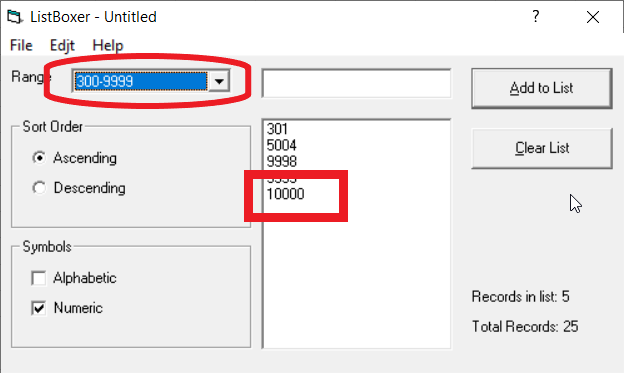 ListBoxer - Untitled
?
File Edjt Help
Range 300-9999
Add to List
Sort Order
Ascending
Descending
301
5004
9998
10000
Clear List
Symbols
Alphabetic
Numeric
Records in list: 5
Total Records: 25